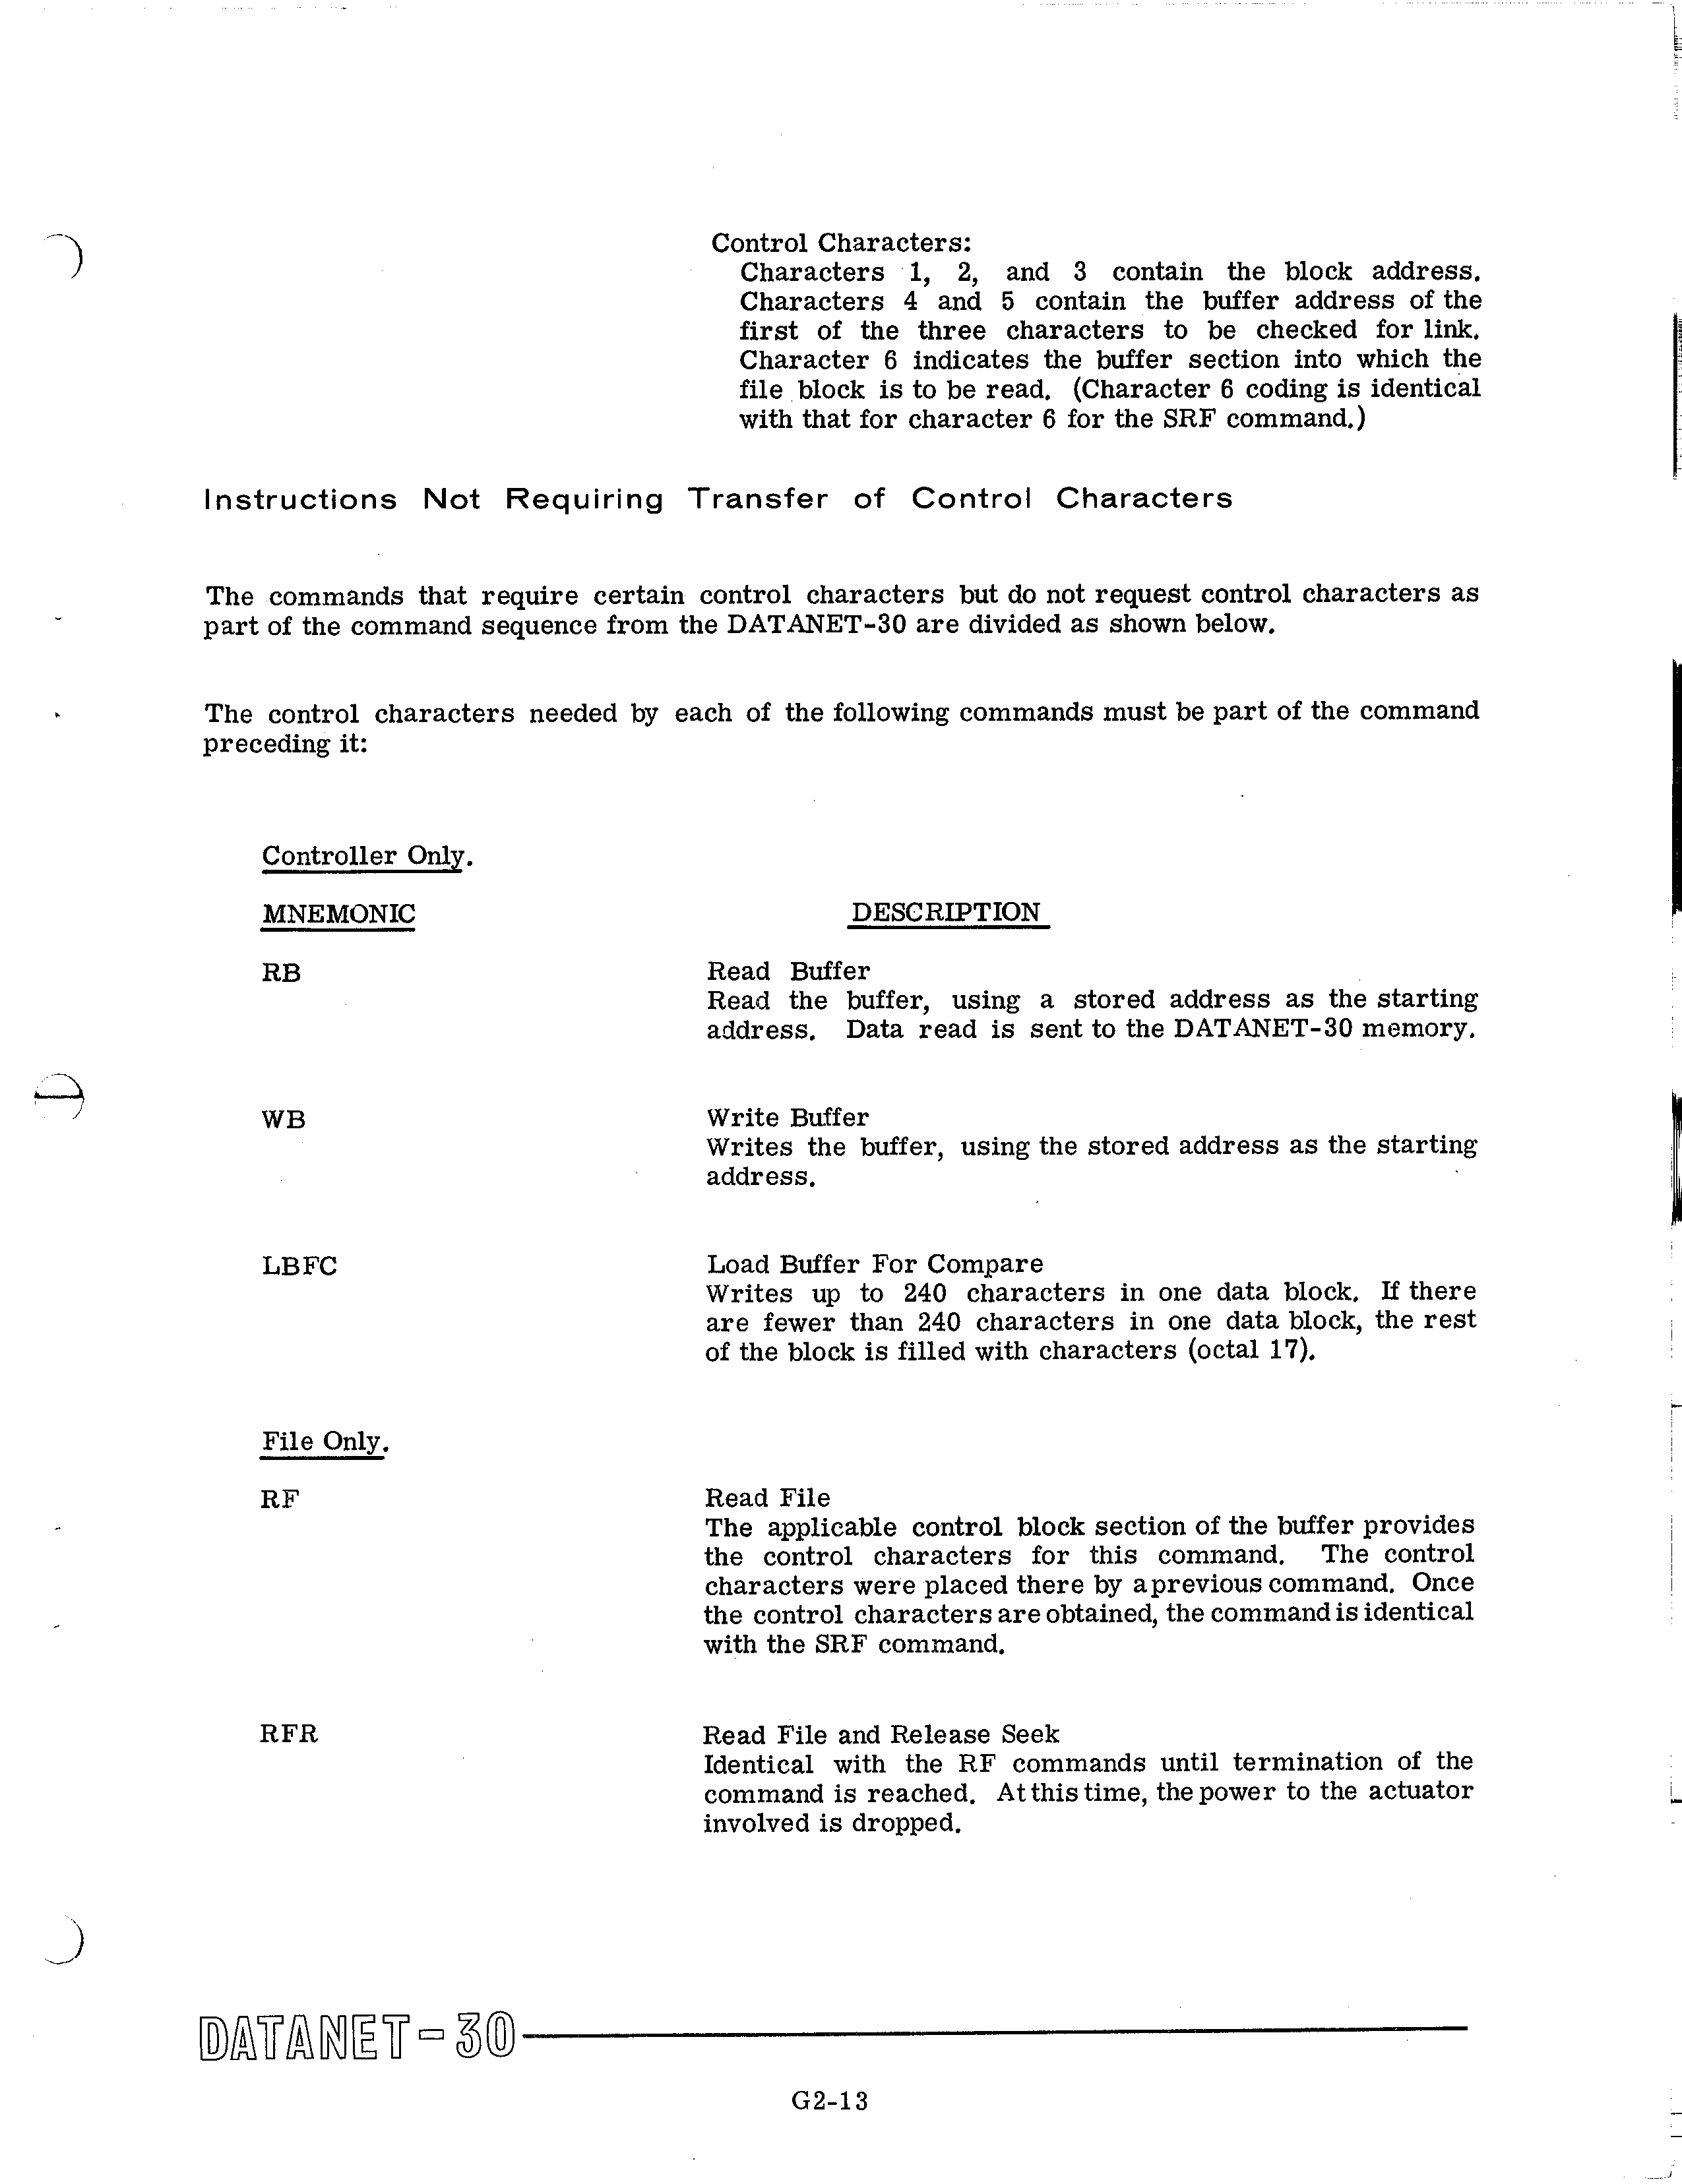 Control Characters:
Characters 1, 2, and 3 contain the block address.
Characters 4 and 5 contain the buffer address of the
first of the three characters to be checked for link.
Character 6 indicates the buffer section into which the
file block is to be read. (Character 6 coding is identical
with that for character 6 for the SRF command.)
Instructions Not Requiring Transfer of Control Characters
The commands that require certain control characters but do not request control characters as
part of the command sequence from the DATANET-30 are divided as shown below.
The control characters needed by each of the following commands must be part of the command
preceding it:
Controller Only.
MNEMONIC DESCRIPTION
RB Read Buffer
Read the buffer, using a stored address as the starting
address. Data read is sent to the DATANET-30 memory.
WB Write Buffer
Writes the buffer, using the stored address as the starting
address.
LBFC Load Buffer For Compare
Writes up to 240 characters in one data block. If there
are fewer than 240 characters in one data block, the rest
of the block is filled with characters (octal 17).
File Only.
RF Read File
The applicable control block section of the buffer provides
the control characters for this command. The control
characters were placed there by a previous command. Once
the control characters are obtained, the command is identical
with the SRF command.
RFR Read File and Release Seek
Identical with the RF commands until termination of the
command is reached. At this time, the power to the actuator
involved is dropped.
DATANET-30
G2-13